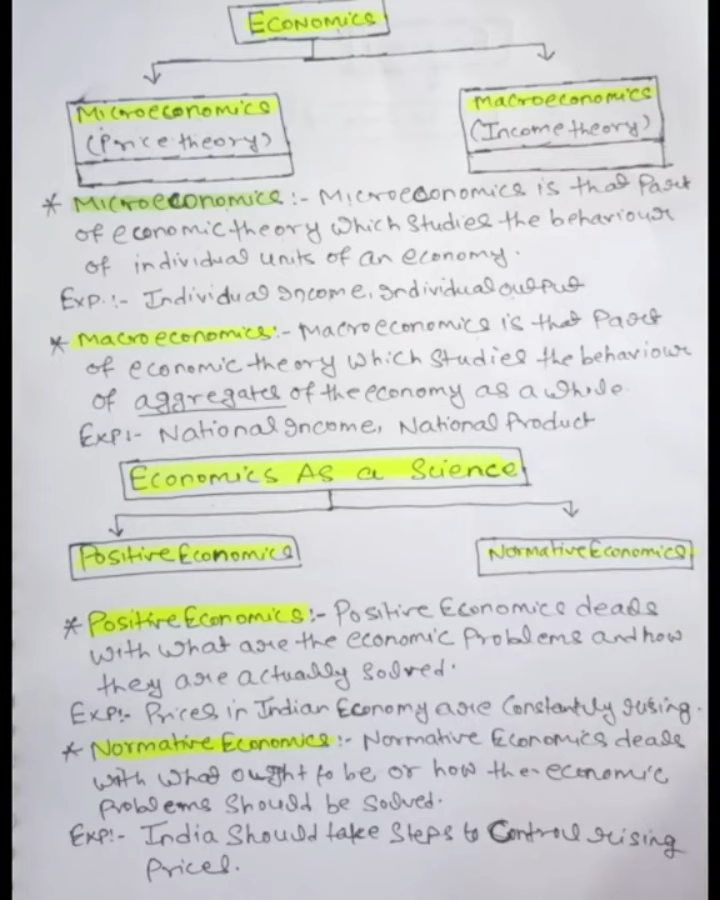 ECONOMICS
Microeconomics
(Price theory)
Macroeconomics
(Income theory)
* Microeconomics :- Microeconomics is that Part
of economic theory which studies the behaviour
of individual units of an economy.
Exp. :- Individual Income, Individual output
* Macroeconomics :- Macroeconomics is that Part
of economic theory which studies the behaviour
of aggregates of the economy as a whole
Exp :- National Income, National Product
Economics As a Science
Positive Economics
Normative Economics
* Positive Economics :- Positive Economics deals
with what are the economic Problems and how
they are actually solved.
Exp :- Prices in Indian Economy are Constantly rising.
* Normative Economics :- Normative Economics deals
with what ought to be or how the economic
Problems should be solved.
Exp :- India Should take Steps to Controll rising
Prices.